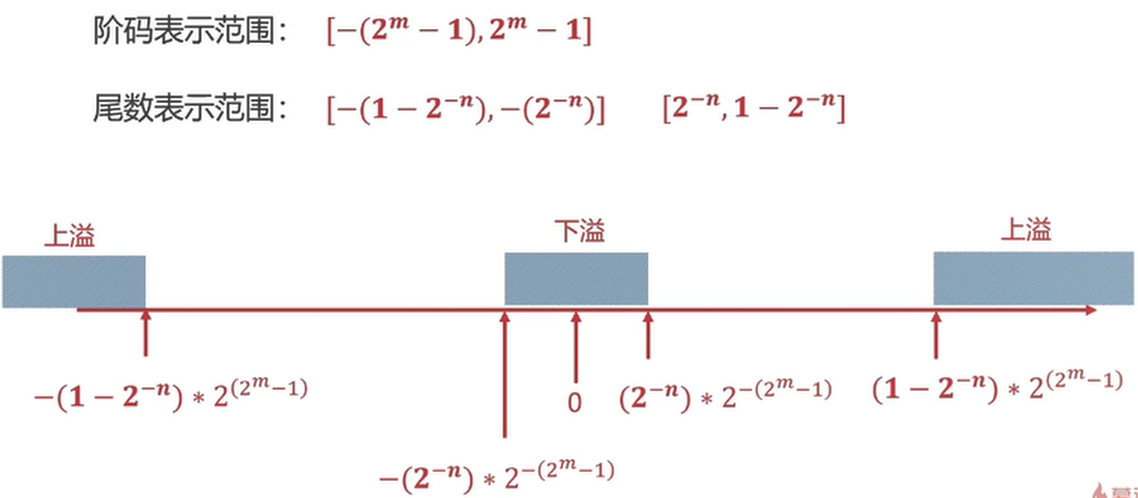 阶码表示范围： [−(2^m − 1), 2^m − 1]
尾数表示范围： [−(1 − 2^−n), −(2^−n)] [2^−n, 1 − 2^−n]
上溢 下溢 上溢
−(1 − 2^−n) ∗ 2^(2^m−1) 0 (2^−n) ∗ 2^−(2^m−1) (1 − 2^−n) ∗ 2^(2^m−1)
−(2^−n) ∗ 2^−(2^m−1)